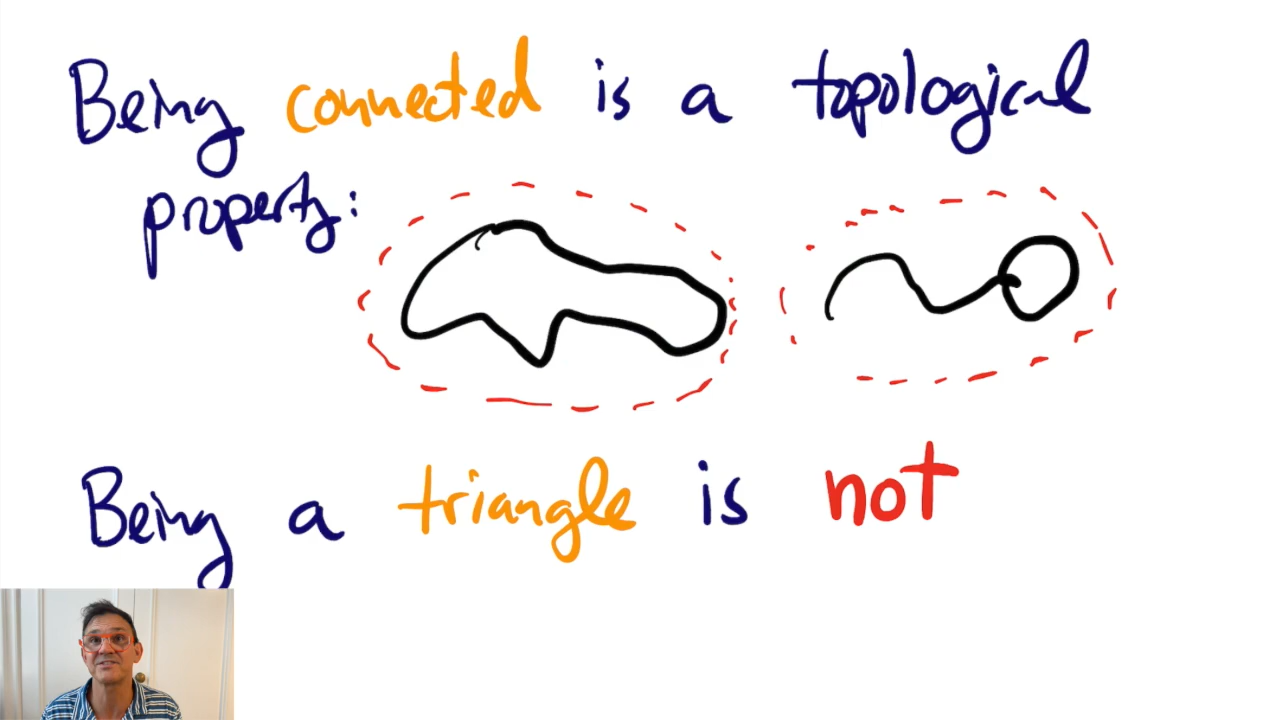 Being connected is a topological
property:
Being a triangle is not